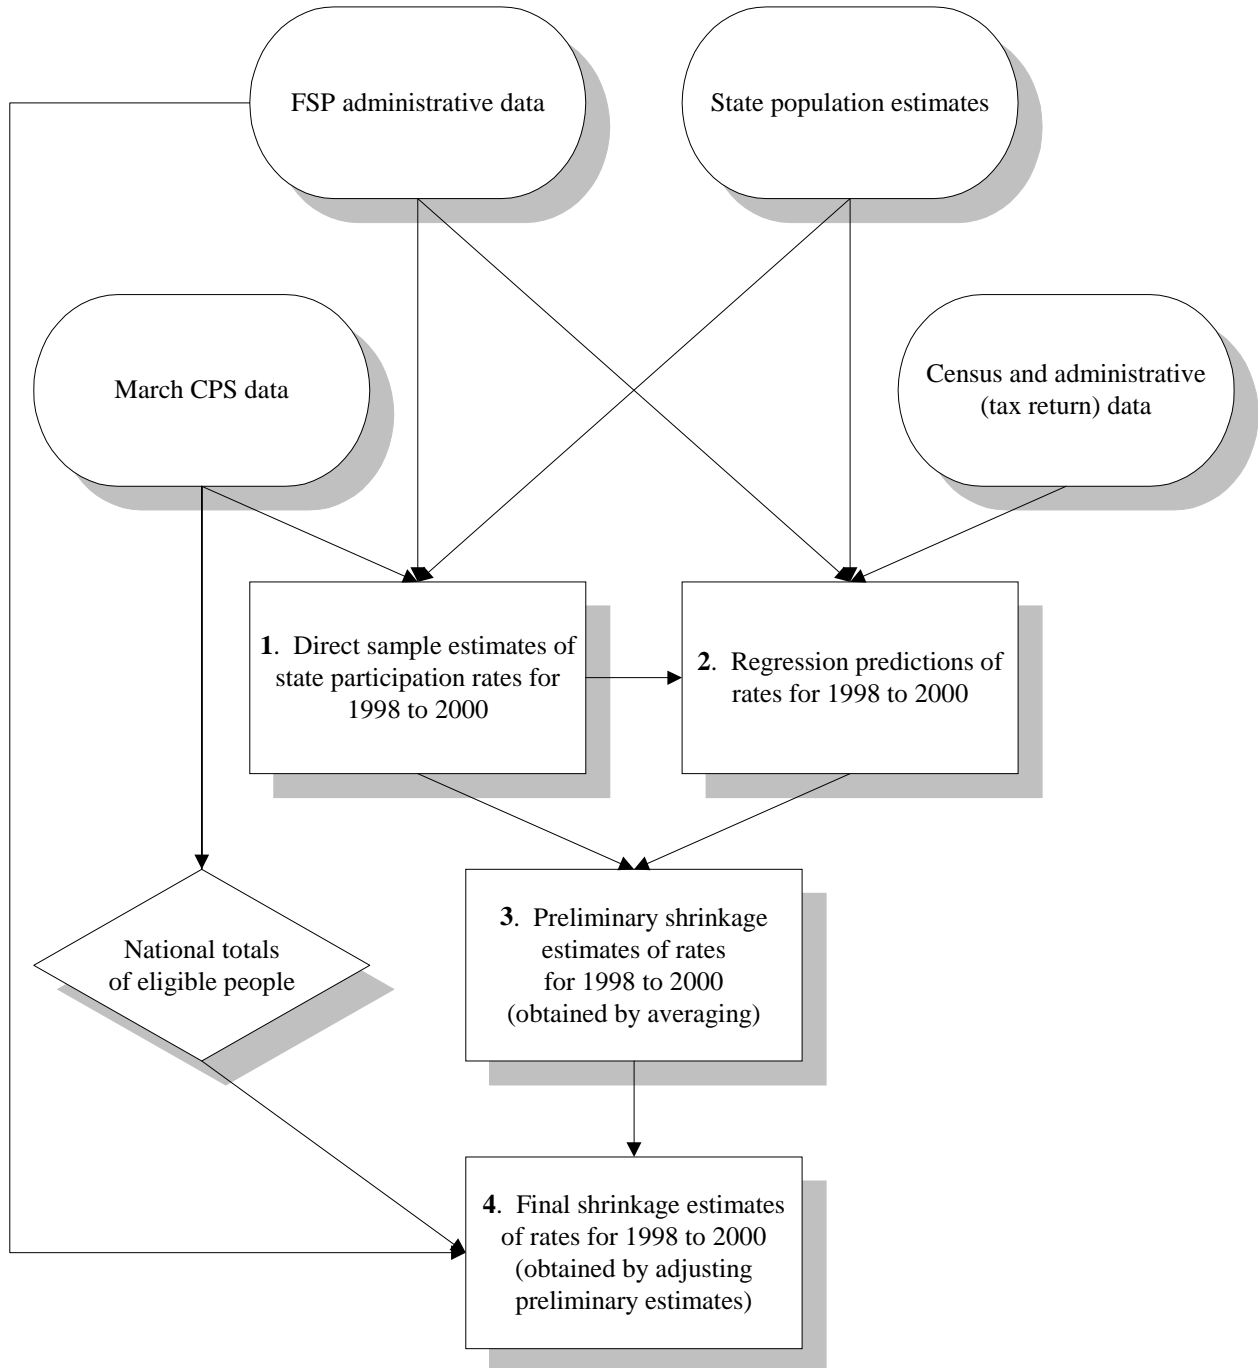 FSP administrative data
State population estimates
March CPS data
Census and administrative
(tax return) data
1. Direct sample estimates of
state participation rates for
1998 to 2000
2. Regression predictions of
rates for 1998 to 2000
3. Preliminary shrinkage
estimates of rates
for 1998 to 2000
(obtained by averaging)
National totals
of eligible people
4. Final shrinkage estimates
of rates for 1998 to 2000
(obtained by adjusting
preliminary estimates)